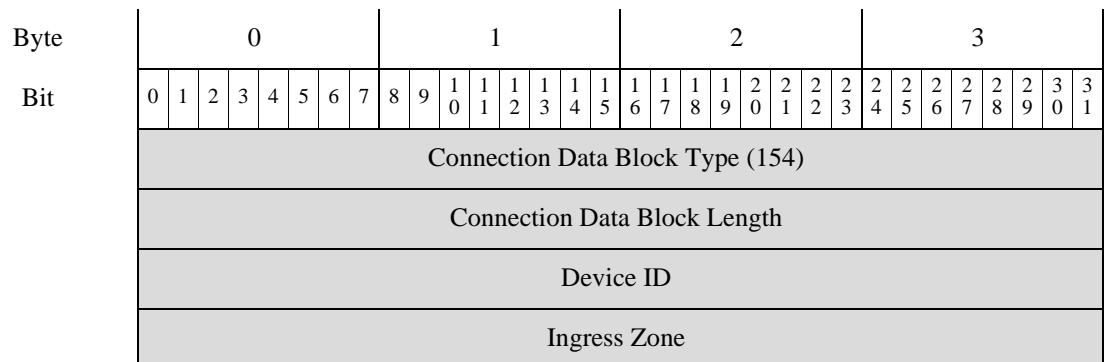 Byte 0 1 2 3
Bit 0 1 2 3 4 5 6 7 8 9 10 11 12 13 14 15 16 17 18 19 20 21 22 23 24 25 26 27 28 29 30 31
Connection Data Block Type (154)
Connection Data Block Length
Device ID
Ingress Zone